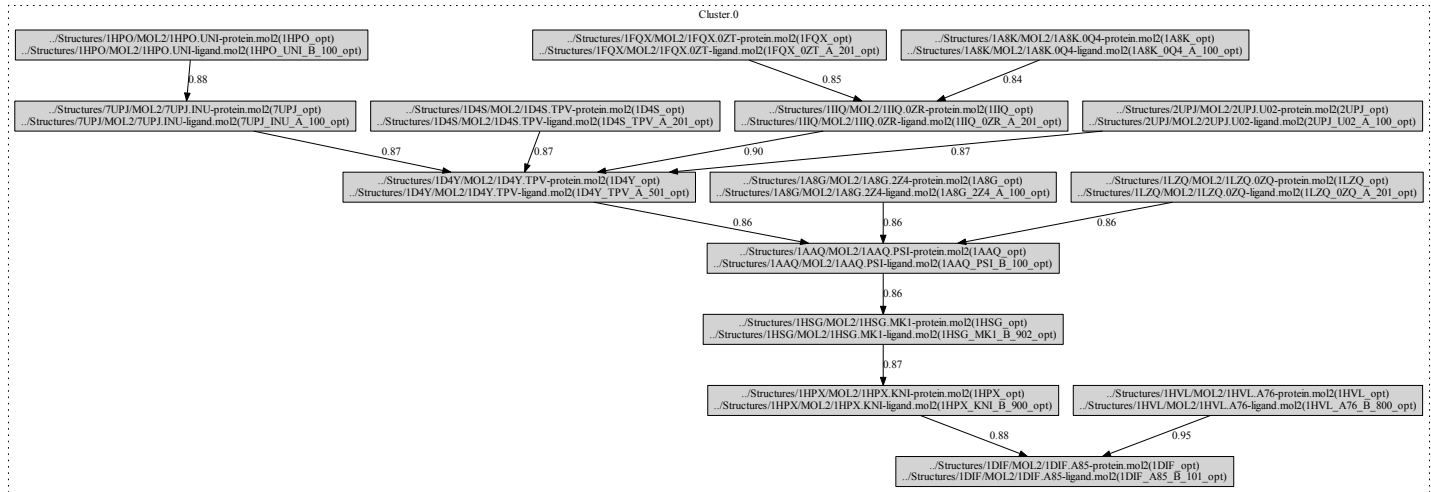 Cluster.0
../Structures/1HPO/MOL2/1HPO.UNI-protein.mol2(1HPO_opt)
../Structures/1HPO/MOL2/1HPO.UNI-ligand.mol2(1HPO_UNI_B_100_opt)
../Structures/1FQX/MOL2/1FQX.0ZT-protein.mol2(1FQX_opt)
../Structures/1FQX/MOL2/1FQX.0ZT-ligand.mol2(1FQX_0ZT_A_201_opt)
../Structures/1A8K/MOL2/1A8K.0Q4-protein.mol2(1A8K_opt)
../Structures/1A8K/MOL2/1A8K.0Q4-ligand.mol2(1A8K_0Q4_A_100_opt)
0.88
0.85
0.84
../Structures/7UPJ/MOL2/7UPJ.INU-protein.mol2(7UPJ_opt)
../Structures/7UPJ/MOL2/7UPJ.INU-ligand.mol2(7UPJ_INU_A_100_opt)
../Structures/1D4S/MOL2/1D4S.TPV-protein.mol2(1D4S_opt)
../Structures/1D4S/MOL2/1D4S.TPV-ligand.mol2(1D4S_TPV_A_201_opt)
../Structures/1IIQ/MOL2/1IIQ.0ZR-protein.mol2(1IIQ_opt)
../Structures/1IIQ/MOL2/1IIQ.0ZR-ligand.mol2(1IIQ_0ZR_A_201_opt)
../Structures/2UPJ/MOL2/2UPJ.U02-protein.mol2(2UPJ_opt)
../Structures/2UPJ/MOL2/2UPJ.U02-ligand.mol2(2UPJ_U02_A_100_opt)
0.87
0.87
0.90
0.87
../Structures/1D4Y/MOL2/1D4Y.TPV-protein.mol2(1D4Y_opt)
../Structures/1D4Y/MOL2/1D4Y.TPV-ligand.mol2(1D4Y_TPV_A_501_opt)
../Structures/1A8G/MOL2/1A8G.2Z4-protein.mol2(1A8G_opt)
../Structures/1A8G/MOL2/1A8G.2Z4-ligand.mol2(1A8G_2Z4_A_100_opt)
../Structures/1LZQ/MOL2/1LZQ.0ZQ-protein.mol2(1LZQ_opt)
../Structures/1LZQ/MOL2/1LZQ.0ZQ-ligand.mol2(1LZQ_0ZQ_A_201_opt)
0.86
0.86
0.86
../Structures/1AAQ/MOL2/1AAQ.PSI-protein.mol2(1AAQ_opt)
../Structures/1AAQ/MOL2/1AAQ.PSI-ligand.mol2(1AAQ_PSI_B_100_opt)
0.86
../Structures/1HSG/MOL2/1HSG.MK1-protein.mol2(1HSG_opt)
../Structures/1HSG/MOL2/1HSG.MK1-ligand.mol2(1HSG_MK1_B_902_opt)
0.87
../Structures/1HPX/MOL2/1HPX.KNI-protein.mol2(1HPX_opt)
../Structures/1HPX/MOL2/1HPX.KNI-ligand.mol2(1HPX_KNI_B_900_opt)
../Structures/1HVL/MOL2/1HVL.A76-protein.mol2(1HVL_opt)
../Structures/1HVL/MOL2/1HVL.A76-ligand.mol2(1HVL_A76_B_800_opt)
0.88
0.95
../Structures/1DIF/MOL2/1DIF.A85-protein.mol2(1DIF_opt)
../Structures/1DIF/MOL2/1DIF.A85-ligand.mol2(1DIF_A85_B_101_opt)